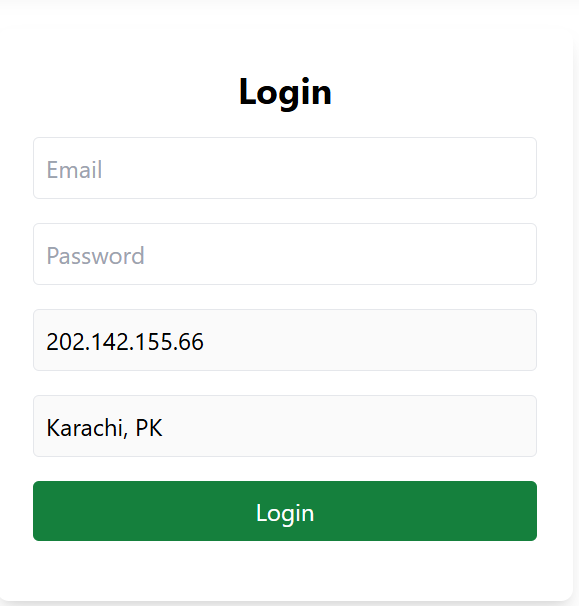 Login
Email
Password
202.142.155.66
Karachi, PK
Login